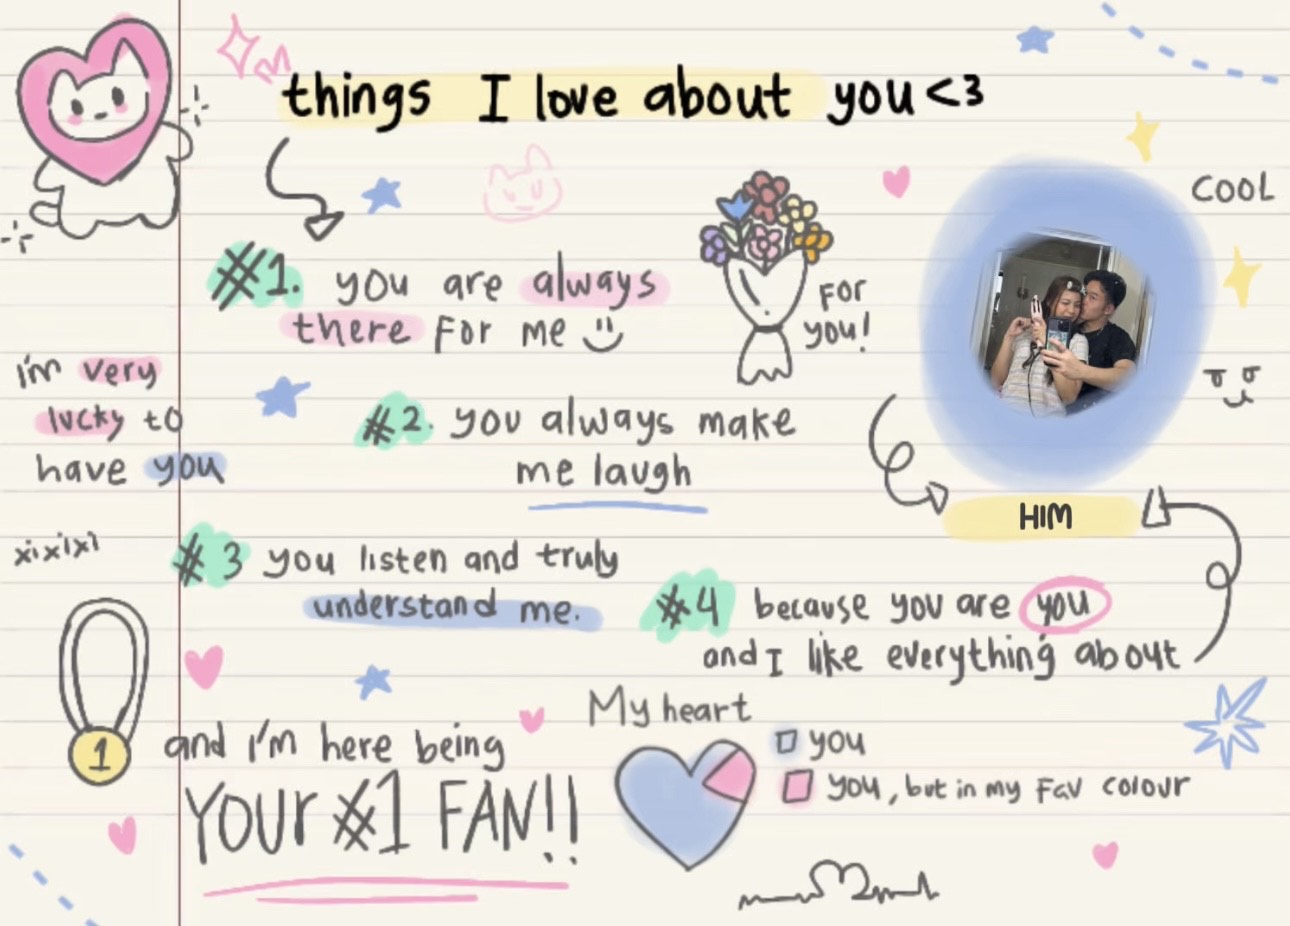 things I love about you <3
COOL
#1. you are always
there for me
FOR
you!
I'm very
lucky to
have you
#2. you always make
me laugh
HIM
xixixi
#3 you listen and truly
understand me.
#4 because you are you
and I like everything about
My heart
you
you, but in my Fav colour
1
and I'm here being
YOUR #1 FAN!!